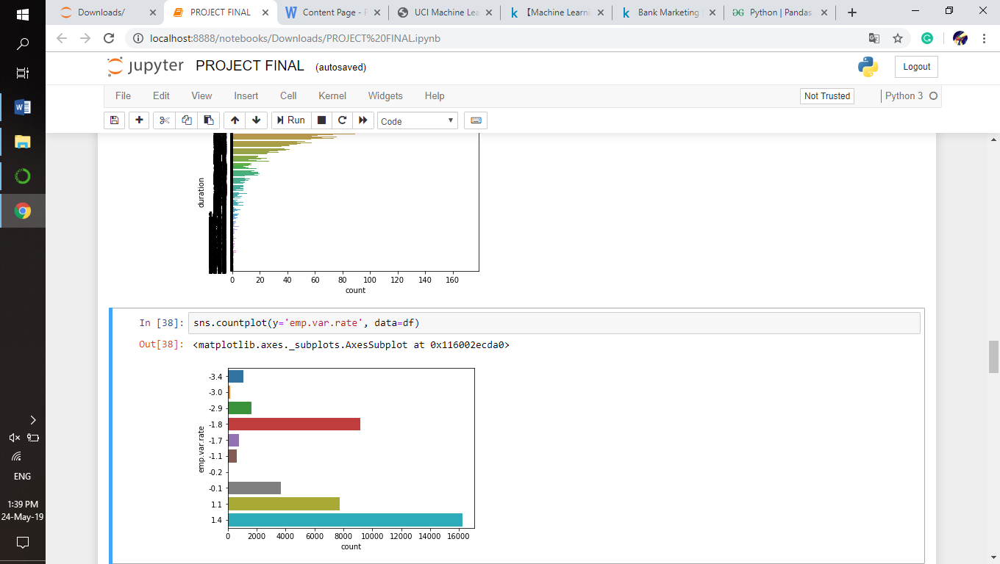 Downloads/
PROJECT FINAL
Content Page - P
UCI Machine Lea
【Machine Learni
Bank Marketing
Python | Pandas
localhost:8888/notebooks/Downloads/PROJECT%20FINAL.ipynb
jupyter PROJECT FINAL (autosaved)
Logout
File Edit View Insert Cell Kernel Widgets Help
Not Trusted
Python 3
Run
Code
duration
0 20 40 60 80 100 120 140 160
count
In [38]: sns.countplot(y='emp.var.rate', data=df)
Out[38]: <matplotlib.axes._subplots.AxesSubplot at 0x116002ecda0>
-3.4
-3.0
-2.9
-1.8
-1.7
-1.1
-0.2
-0.1
1.1
1.4
emp.var.rate
0 2000 4000 6000 8000 10000 12000 14000 16000
count
ENG
1:39 PM
24-May-19